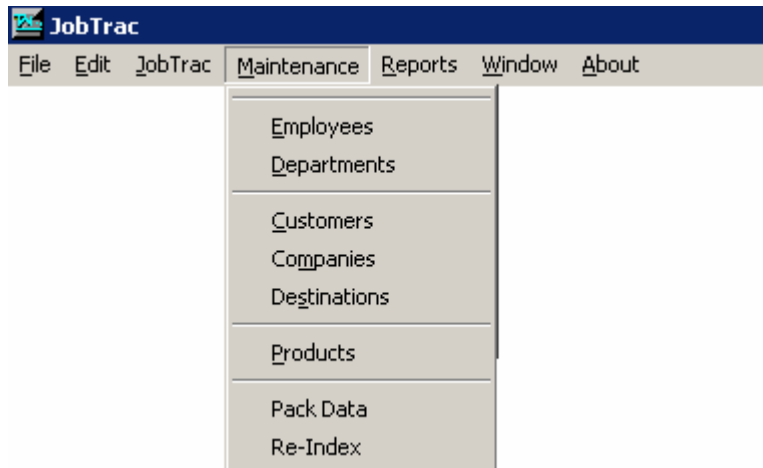 JobTrac
File Edit JobTrac Maintenance Reports Window About
Employees
Departments
Customers
Companies
Destinations
Products
Pack Data
Re-Index